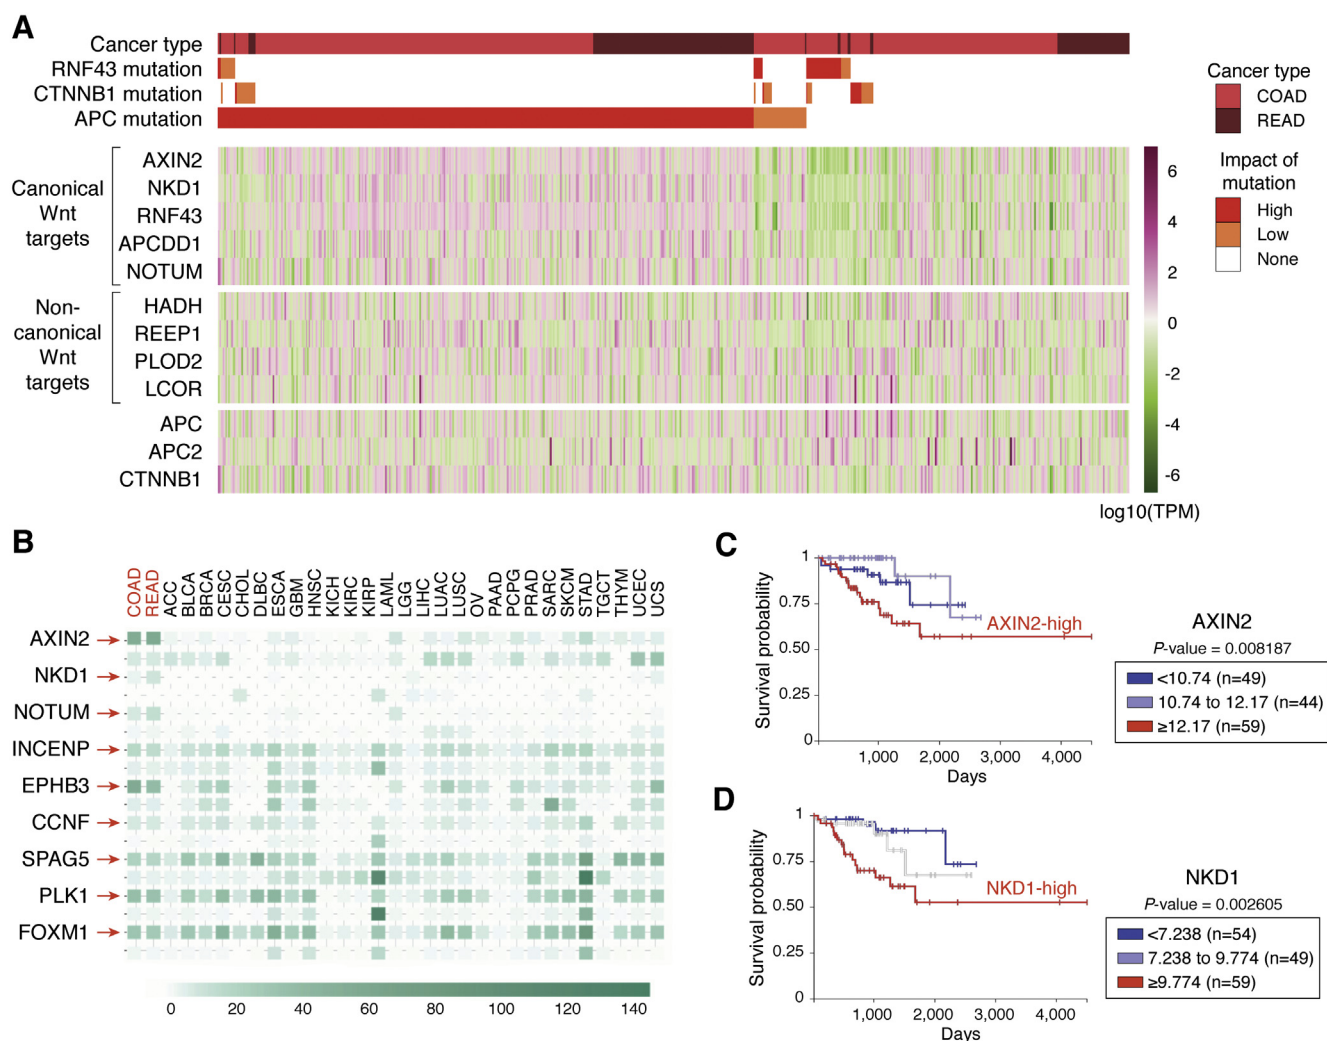 A
Cancer type
RNF43 mutation
CTNNB1 mutation
APC mutation
Canonical
Wnt
targets
AXIN2
NKD1
RNF43
APCDD1
NOTUM
Non-
canonical
Wnt
targets
HADH
REEP1
PLOD2
LCOR
APC
APC2
CTNNB1
6
4
2
0
-2
-4
-6
log10(TPM)
Cancer type
COAD
READ
Impact of
mutation
High
Low
None
B
COAD
READ
ACC
BLCA
BRCA
CESC
CHOL
DLBC
ESCA
GBM
HNSC
KICH
KIRC
KIRP
LAML
LGG
LIHC
LUAC
LUSC
OV
PAAD
PCPG
PRAD
SARC
SKCM
STAD
TGCT
THYM
UCEC
UCS
AXIN2
NKD1
NOTUM
INCENP
EPHB3
CCNF
SPAG5
PLK1
FOXM1
0 20 40 60 80 100 120 140
C
Survival probability
1
0.75
0.50
0.25
0
1,000 2,000 3,000 4,000
Days
AXIN2-high
AXIN2
P-value = 0.008187
<10.74 (n=49)
10.74 to 12.17 (n=44)
≥12.17 (n=59)
D
Survival probability
1
0.75
0.50
0.25
0
1,000 2,000 3,000 4,000
Days
NKD1-high
NKD1
P-value = 0.002605
<7.238 (n=54)
7.238 to 9.774 (n=49)
≥9.774 (n=59)